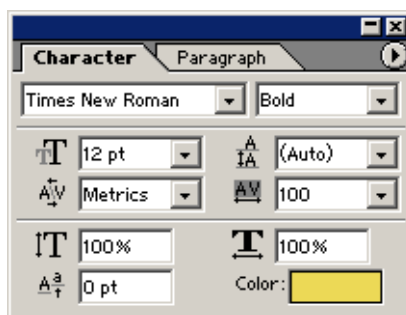 Character Paragraph
Times New Roman Bold
12 pt (Auto)
Metrics 100
100% 100%
0 pt Color: